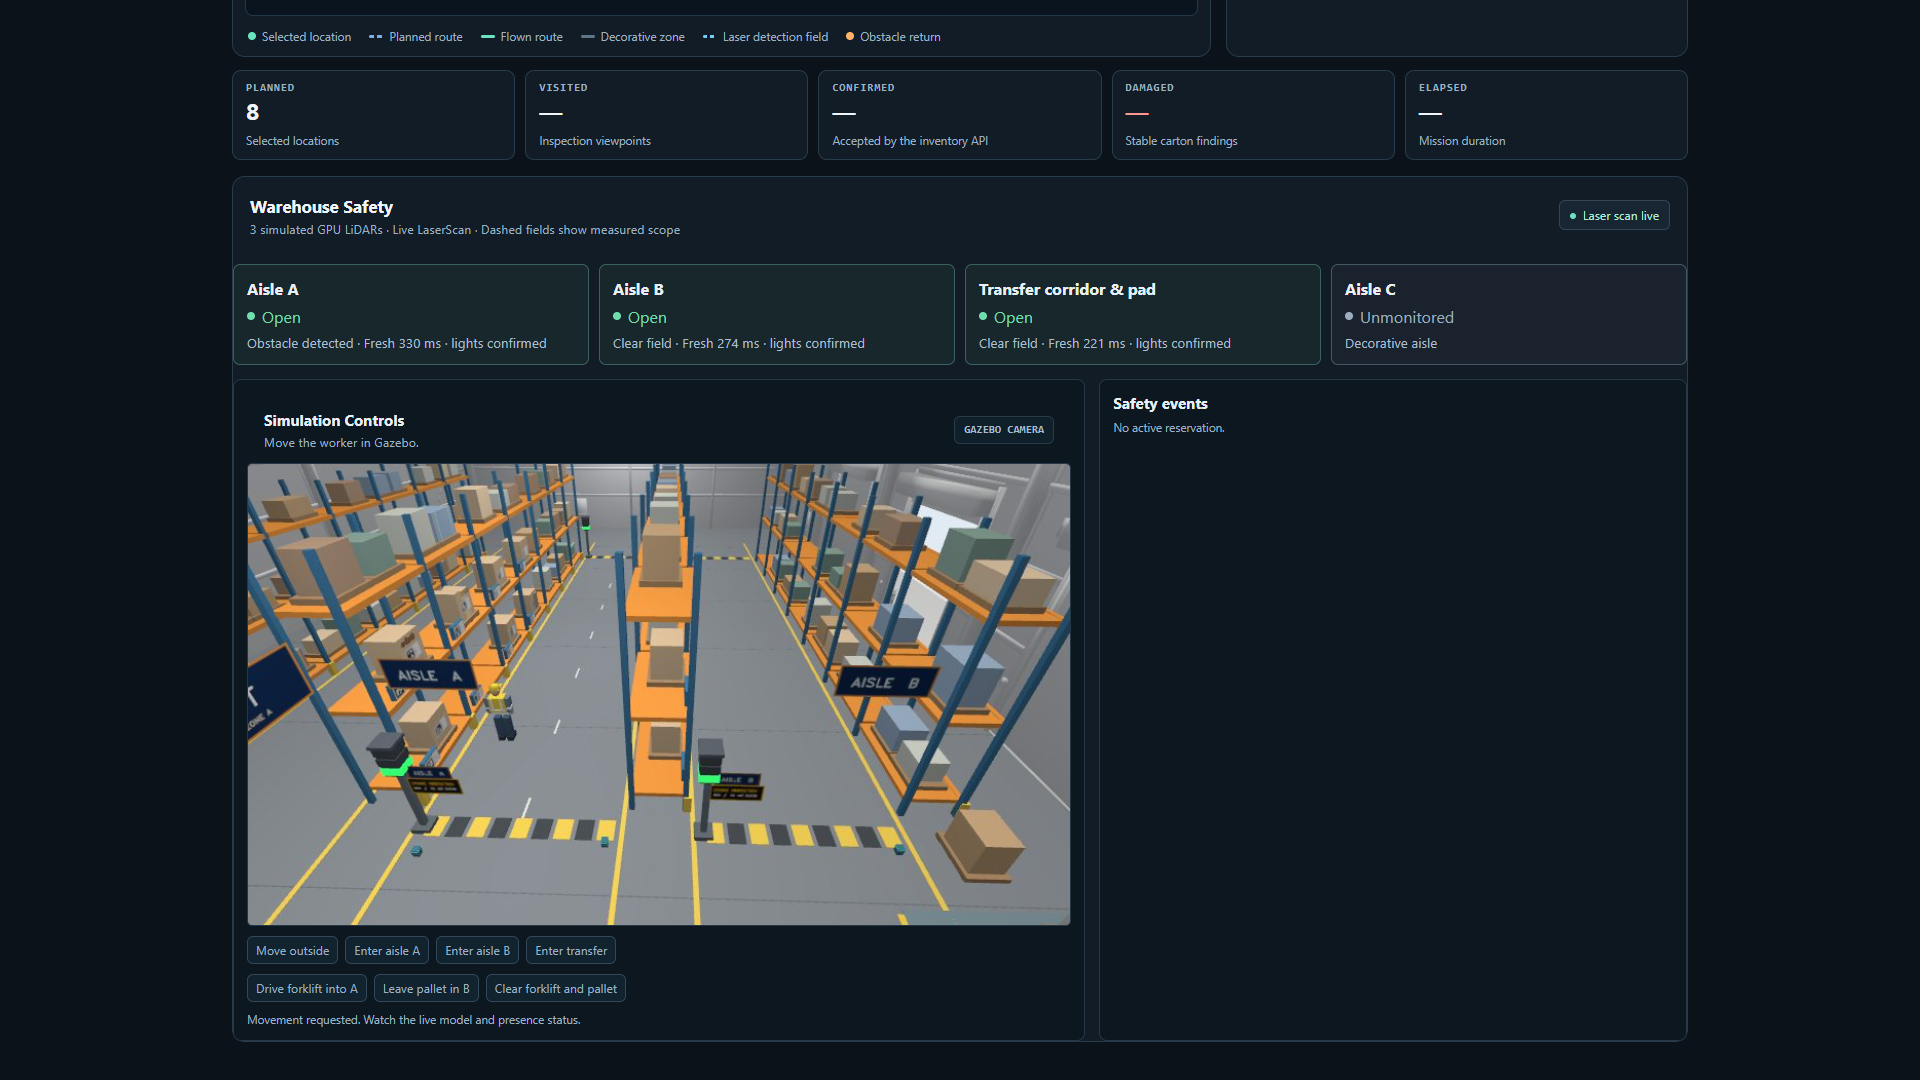 Selected location
Planned route
Flown route
Decorative zone
Laser detection field
Obstacle return
PLANNED
8
Selected locations
VISITED
—
Inspection viewpoints
CONFIRMED
—
Accepted by the inventory API
DAMAGED
—
Stable carton findings
ELAPSED
—
Mission duration
Warehouse Safety
3 simulated GPU LiDARs · Live LaserScan · Dashed fields show measured scope
Laser scan live
Aisle A
Open
Obstacle detected · Fresh 330 ms · lights confirmed
Aisle B
Open
Clear field · Fresh 274 ms · lights confirmed
Transfer corridor & pad
Open
Clear field · Fresh 221 ms · lights confirmed
Aisle C
Unmonitored
Decorative aisle
Simulation Controls
Move the worker in Gazebo.
GAZEBO CAMERA
AISLE A
AISLE B
AISLE A
AISLE B
Move outside
Enter aisle A
Enter aisle B
Enter transfer
Drive forklift into A
Leave pallet in B
Clear forklift and pallet
Movement requested. Watch the live model and presence status.
Safety events
No active reservation.